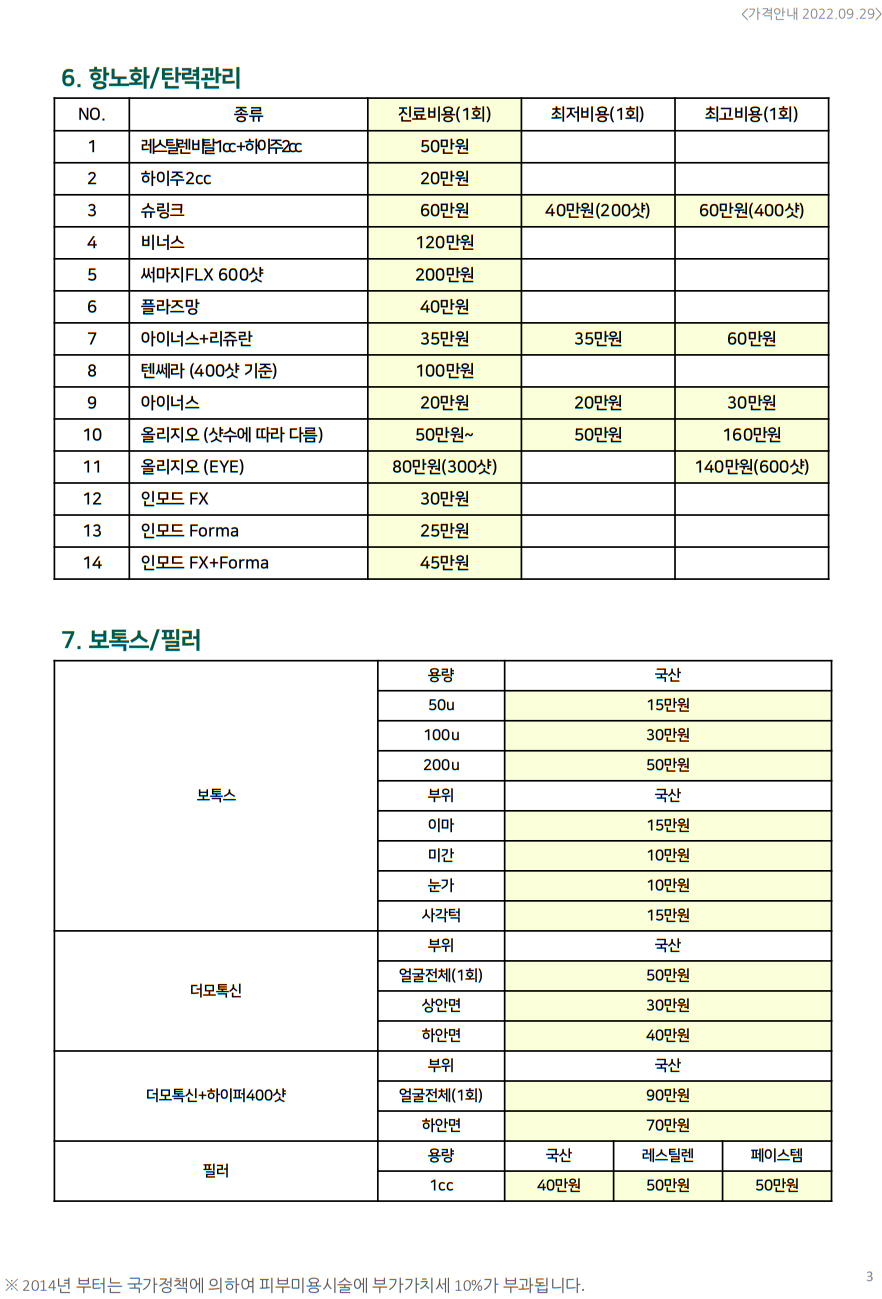 <가격안내 2022.09.29>
6. 항노화/탄력관리
NO. 종류 진료비용(1회) 최저비용(1회) 최고비용(1회)
1 레스틸렌비탈1cc+하이주2cc 50만원
2 하이주2cc 20만원
3 슈링크 60만원 40만원(200샷) 60만원(400샷)
4 비너스 120만원
5 써마지FLX 600샷 200만원
6 플라즈망 40만원
7 아이너스+리쥬란 35만원 35만원 60만원
8 텐쎄라 (400샷 기준) 100만원
9 아이너스 20만원 20만원 30만원
10 올리지오 (샷수에 따라 다름) 50만원~ 50만원 160만원
11 올리지오 (EYE) 80만원(300샷) 140만원(600샷)
12 인모드 FX 30만원
13 인모드 Forma 25만원
14 인모드 FX+Forma 45만원
7. 보톡스/필러
보톡스
용량 국산
50u 15만원
100u 30만원
200u 50만원
부위 국산
이마 15만원
미간 10만원
눈가 10만원
사각턱 15만원
더모톡신
부위 국산
얼굴전체(1회) 50만원
상안면 30만원
하안면 40만원
더모톡신+하이퍼400샷
부위 국산
얼굴전체(1회) 90만원
하안면 70만원
필러
용량 국산 레스틸렌 페이스템
1cc 40만원 50만원 50만원
※ 2014년 부터는 국가정책에 의하여 피부미용시술에 부가가치세 10%가 부과됩니다.
3